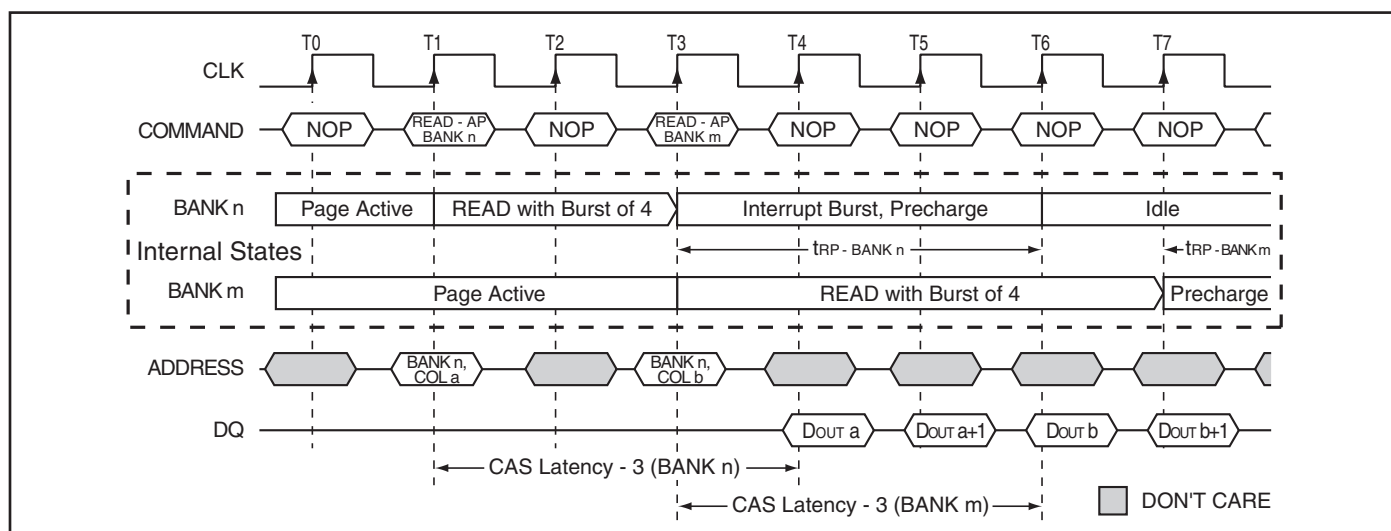 T0 T1 T2 T3 T4 T5 T6 T7
CLK
COMMAND NOP READ - AP BANK n NOP READ - AP BANK m NOP NOP NOP NOP
BANK n Page Active READ with Burst of 4 Interrupt Burst, Precharge Idle
Internal States tRP - BANK n tRP - BANK m
BANK m Page Active READ with Burst of 4 Precharge
ADDRESS BANK n, COL a BANK n, COL b
DQ DOUT a DOUT a+1 DOUT b DOUT b+1
CAS Latency - 3 (BANK n)
CAS Latency - 3 (BANK m)
DON'T CARE